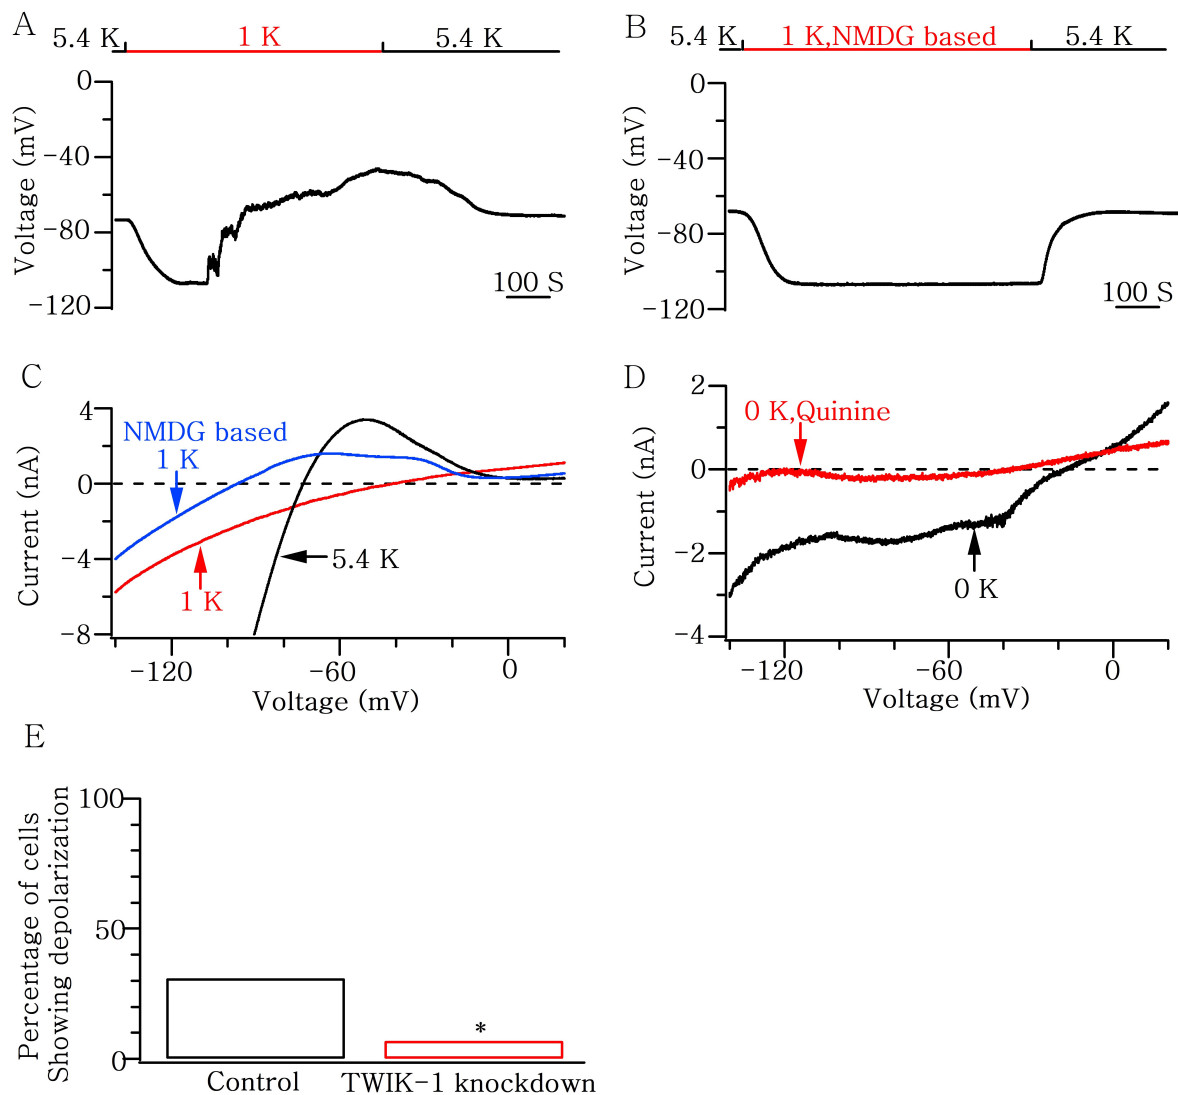 A
5.4 K
1 K
5.4 K
0
-40
-80
-120
Voltage (mV)
100 S
B
5.4 K
1 K,NMDG based
5.4 K
0
-40
-80
-120
Voltage (mV)
100 S
C
4
0
-4
-8
Current (nA)
NMDG based
1 K
5.4 K
1 K
-120
-60
0
Voltage (mV)
D
2
0
-2
-4
Current (nA)
0 K,Quinine
0 K
-120
-60
0
Voltage (mV)
E
100
50
0
Percentage of cells
Showing depolarization
*
Control
TWIK-1 knockdown